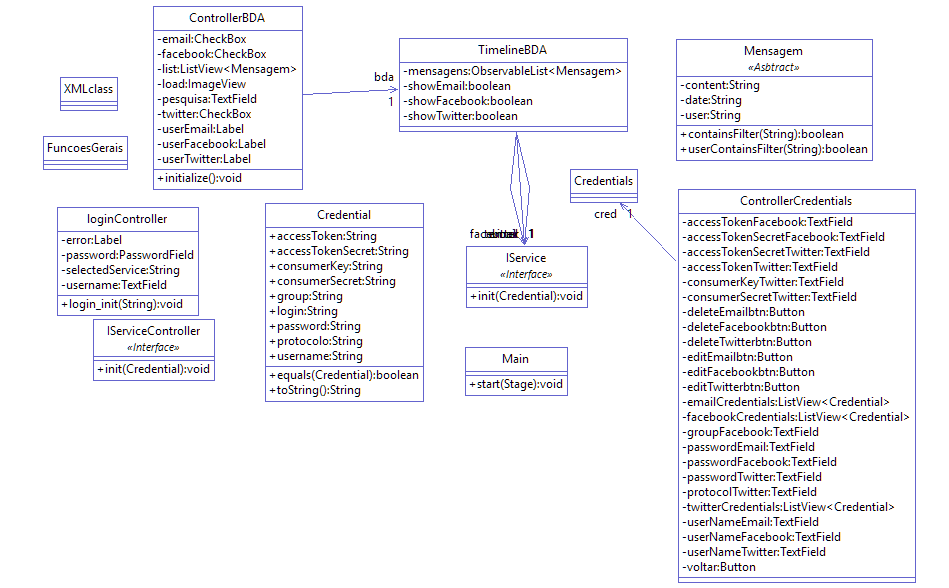 ControllerBDA
-email:CheckBox
-facebook:CheckBox
-list:ListView<Mensagem>
-load:ImageView
-pesquisa:TextField
-twitter:CheckBox
-userEmail:Label
-userFacebook:Label
-userTwitter:Label
+initialize():void
bda
1
TimelineBDA
-mensagens:ObservableList<Mensagem>
-showEmail:boolean
-showFacebook:boolean
-showTwitter:boolean
Mensagem
«Asbtract»
-content:String
-date:String
-user:String
+containsFilter(String):boolean
+userContainsFilter(String):boolean
XMLclass
FuncoesGerais
loginController
-error:Label
-password:PasswordField
-selectedService:String
-username:TextField
+login_init(String):void
IServiceController
«Interface»
+init(Credential):void
Credential
+accessToken:String
+accessTokenSecret:String
+consumerKey:String
+consumerSecret:String
+group:String
+login:String
+password:String
+protocolo:String
+username:String
+equals(Credential):boolean
+toString():String
1
IService
«Interface»
+init(Credential):void
Main
+start(Stage):void
Credentials
cred
1
ControllerCredentials
-accessTokenFacebook:TextField
-accessTokenSecretFacebook:TextField
-accessTokenSecretTwitter:TextField
-accessTokenTwitter:TextField
-consumerKeyTwitter:TextField
-consumerSecretTwitter:TextField
-deleteEmailbtn:Button
-deleteFacebookbtn:Button
-deleteTwitterbtn:Button
-editEmailbtn:Button
-editFacebookbtn:Button
-editTwitterbtn:Button
-emailCredentials:ListView<Credential>
-facebookCredentials:ListView<Credential>
-groupFacebook:TextField
-passwordEmail:TextField
-passwordFacebook:TextField
-passwordTwitter:TextField
-protocolTwitter:TextField
-twitterCredentials:ListView<Credential>
-userNameEmail:TextField
-userNameFacebook:TextField
-userNameTwitter:TextField
-voltar:Button